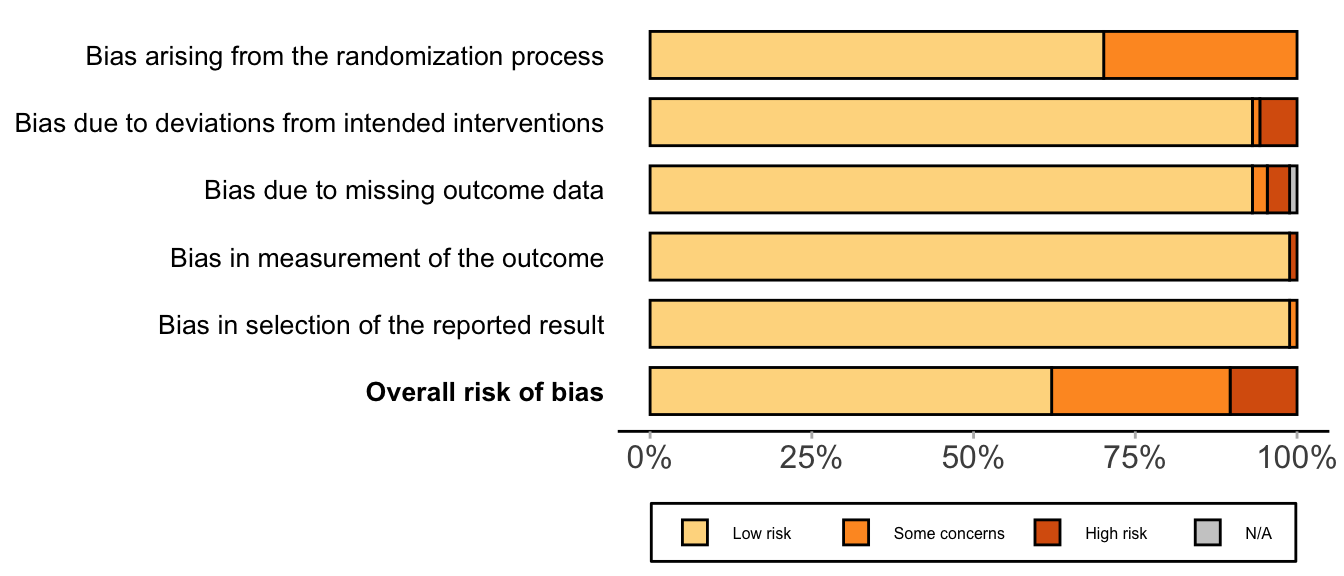 Bias arising from the randomization process
Bias due to deviations from intended interventions
Bias due to missing outcome data
Bias in measurement of the outcome
Bias in selection of the reported result
Overall risk of bias
0% 25% 50% 75% 100%
Low risk Some concerns High risk N/A